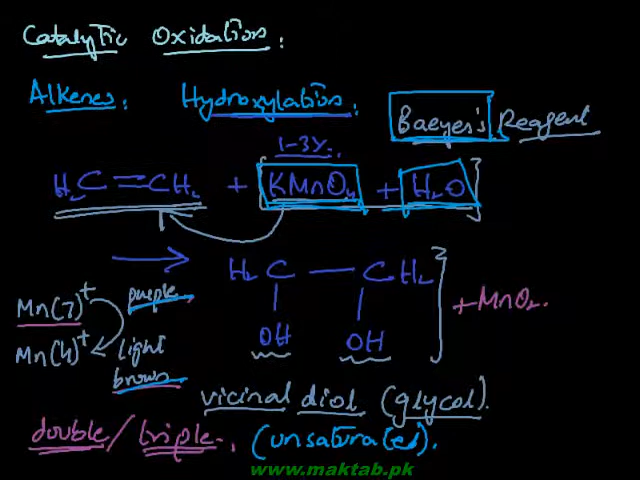 Catalytic Oxidation:
Alkenes: Hydroxylation:
Baeyer's Reagent
1-3%
H₂C=CH₂ + [KMnO₄ + H₂O]
H₂C — CH₂ + MnO₂.
OH OH
Mn(7)+ purple
Mn(4)+ light brown
vicinal diol (glycol).
double/triple. (unsaturated).
www.maktab.pk